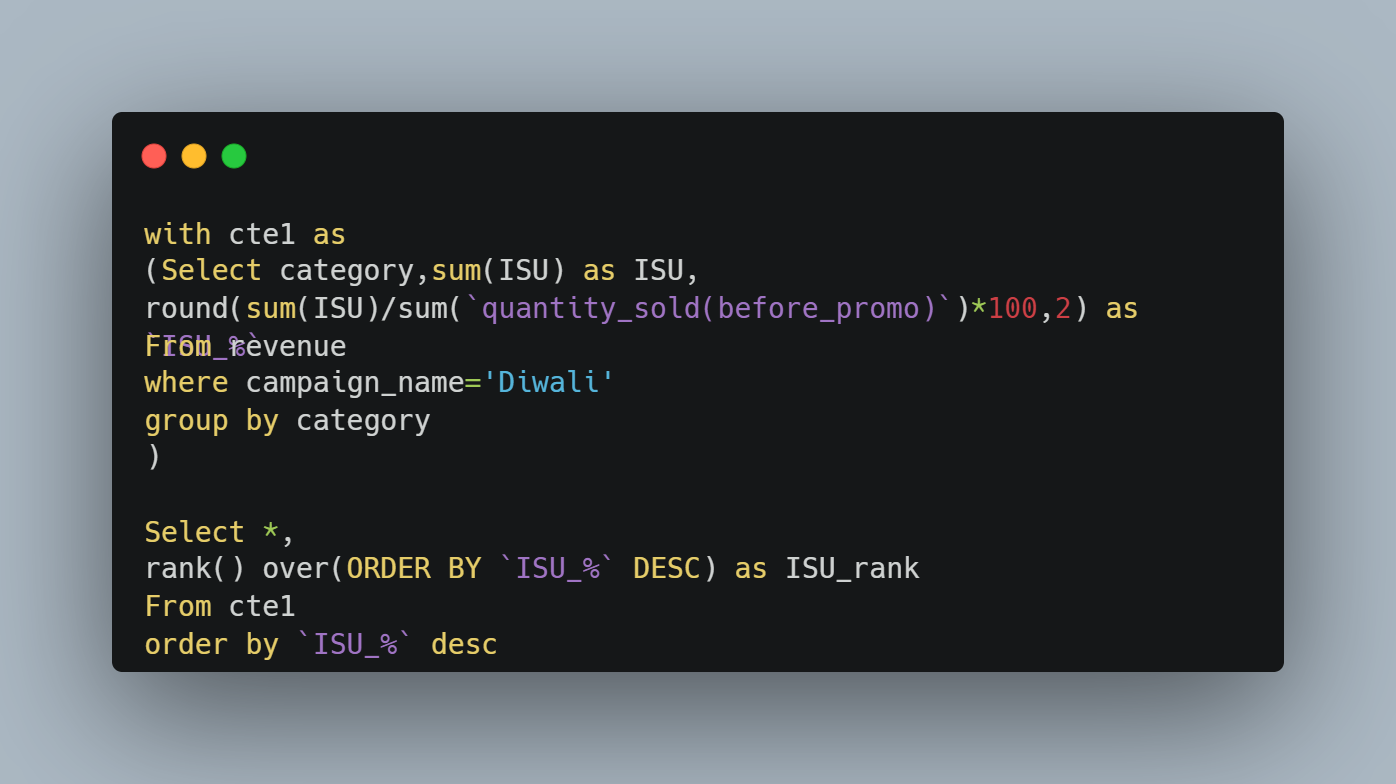 with cte1 as
(Select category,sum(ISU) as ISU,
round(sum(ISU)/sum(`quantity_sold(before_promo)`)*100,2) as
`ISU_%`
From revenue
where campaign_name='Diwali'
group by category
)
Select *,
rank() over(ORDER BY `ISU_%` DESC) as ISU_rank
From cte1
order by `ISU_%` desc